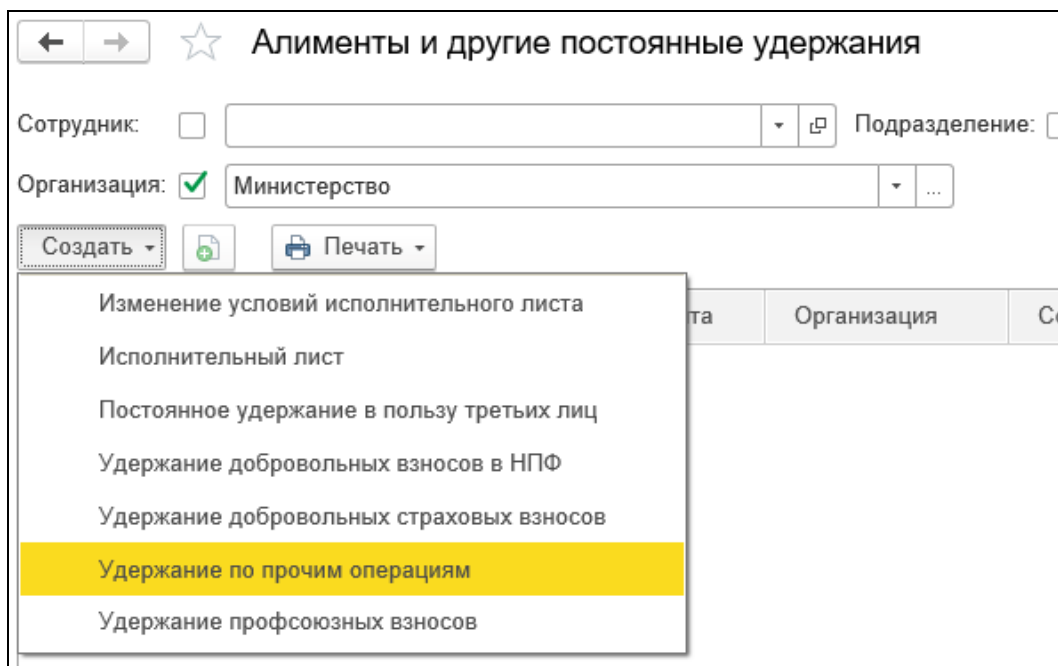 Алименты и другие постоянные удержания
Сотрудник: Подразделение:
Организация: Министерство ...
Создать Печать
Изменение условий исполнительного листа
Организация
Исполнительный лист
Постоянное удержание в пользу третьих лиц
Удержание добровольных взносов в НПФ
Удержание добровольных страховых взносов
Удержание по прочим операциям
Удержание профсоюзных взносов